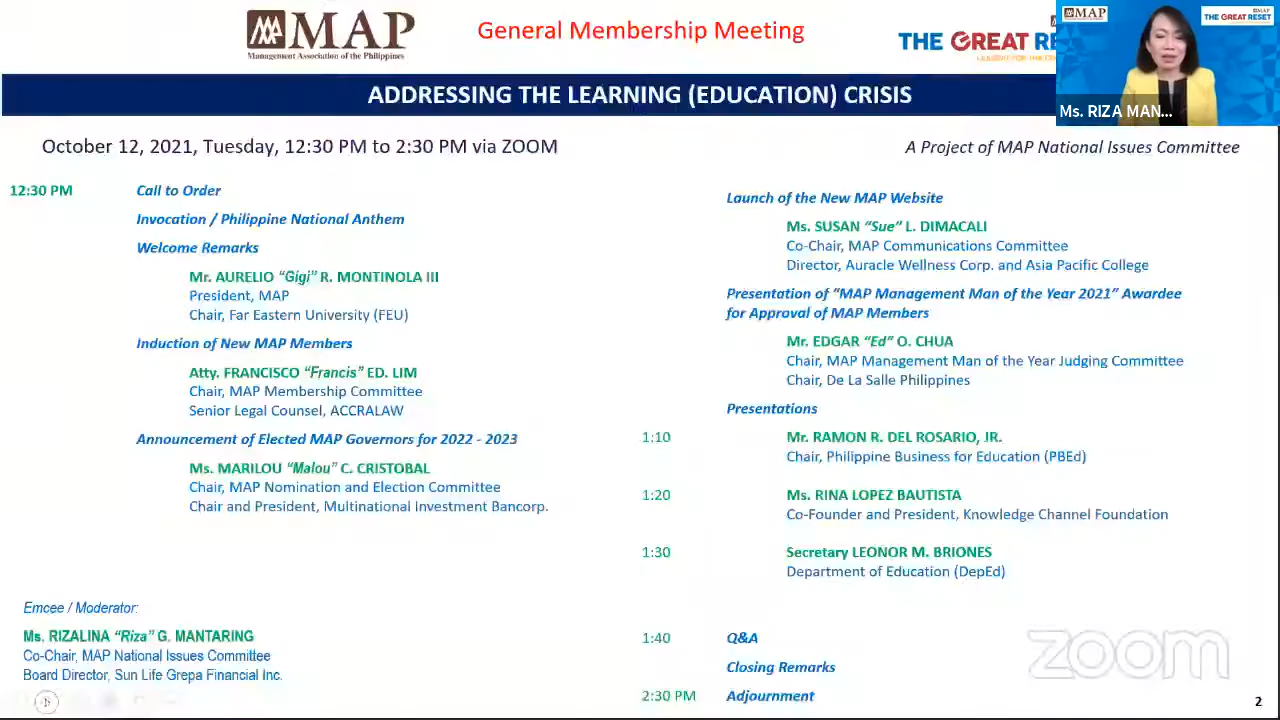 MAP
Management Association of the Philippines
General Membership Meeting
THE GREAT RE
MAP
THE GREAT RESET
Ms. RIZA MAN...
ADDRESSING THE LEARNING (EDUCATION) CRISIS
October 12, 2021, Tuesday, 12:30 PM to 2:30 PM via ZOOM
A Project of MAP National Issues Committee
12:30 PM Call to Order
Invocation / Philippine National Anthem
Welcome Remarks
Mr. AURELIO “Gigi” R. MONTINOLA III
President, MAP
Chair, Far Eastern University (FEU)
Induction of New MAP Members
Atty. FRANCISCO “Francis” ED. LIM
Chair, MAP Membership Committee
Senior Legal Counsel, ACCRALAW
Announcement of Elected MAP Governors for 2022 - 2023
Ms. MARILOU “Malou” C. CRISTOBAL
Chair, MAP Nomination and Election Committee
Chair and President, Multinational Investment Bancorp.
Emcee / Moderator:
Ms. RIZALINA “Riza” G. MANTARING
Co-Chair, MAP National Issues Committee
Board Director, Sun Life Grepa Financial Inc.
Launch of the New MAP Website
Ms. SUSAN “Sue” L. DIMACALI
Co-Chair, MAP Communications Committee
Director, Auracle Wellness Corp. and Asia Pacific College
Presentation of “MAP Management Man of the Year 2021” Awardee
for Approval of MAP Members
Mr. EDGAR “Ed” O. CHUA
Chair, MAP Management Man of the Year Judging Committee
Chair, De La Salle Philippines
Presentations
1:10 Mr. RAMON R. DEL ROSARIO, JR.
Chair, Philippine Business for Education (PBEd)
1:20 Ms. RINA LOPEZ BAUTISTA
Co-Founder and President, Knowledge Channel Foundation
1:30 Secretary LEONOR M. BRIONES
Department of Education (DepEd)
1:40 Q&A
Closing Remarks
2:30 PM Adjournment
zoom
2